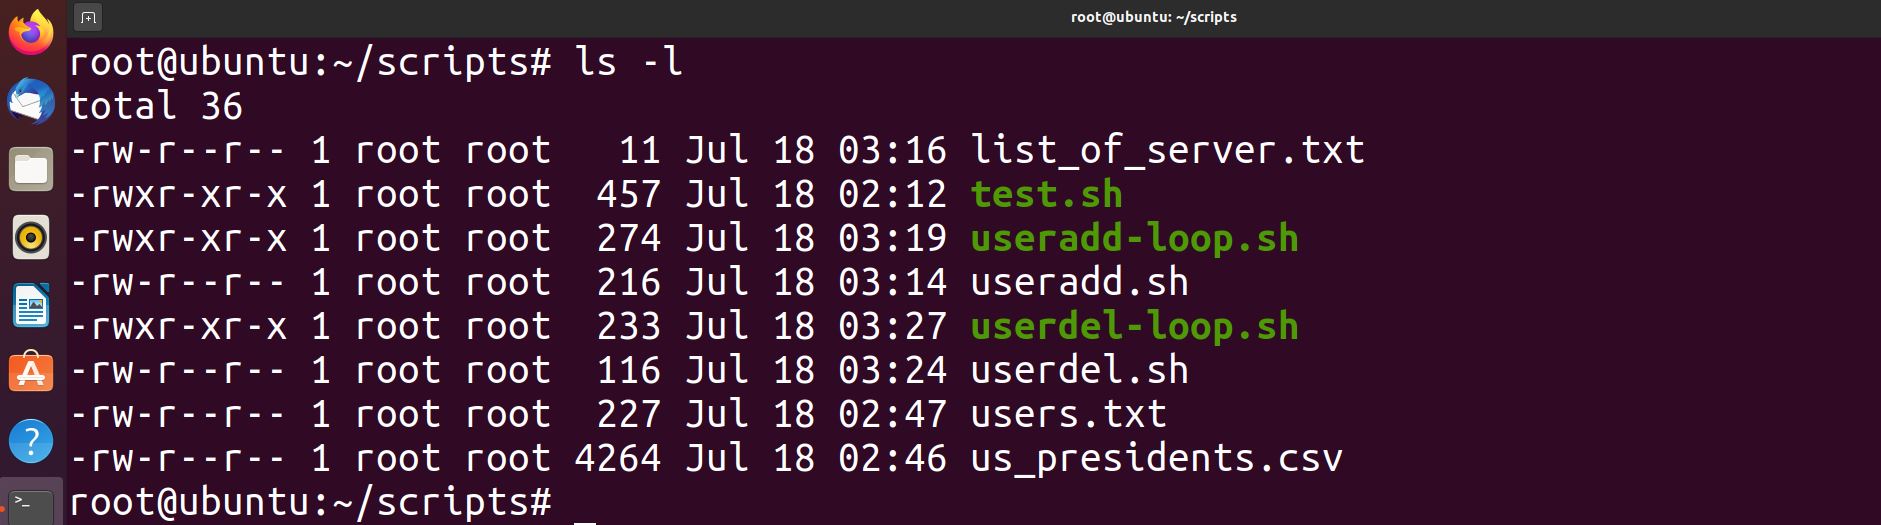 root@ubuntu: ~/scripts
root@ubuntu:~/scripts# ls -l
total 36
-rw-r--r-- 1 root root   11 Jul 18 03:16 list_of_server.txt
-rwxr-xr-x 1 root root  457 Jul 18 02:12 test.sh
-rwxr-xr-x 1 root root  274 Jul 18 03:19 useradd-loop.sh
-rw-r--r-- 1 root root  216 Jul 18 03:14 useradd.sh
-rwxr-xr-x 1 root root  233 Jul 18 03:27 userdel-loop.sh
-rw-r--r-- 1 root root  116 Jul 18 03:24 userdel.sh
-rw-r--r-- 1 root root  227 Jul 18 02:47 users.txt
-rw-r--r-- 1 root root 4264 Jul 18 02:46 us_presidents.csv
root@ubuntu:~/scripts#